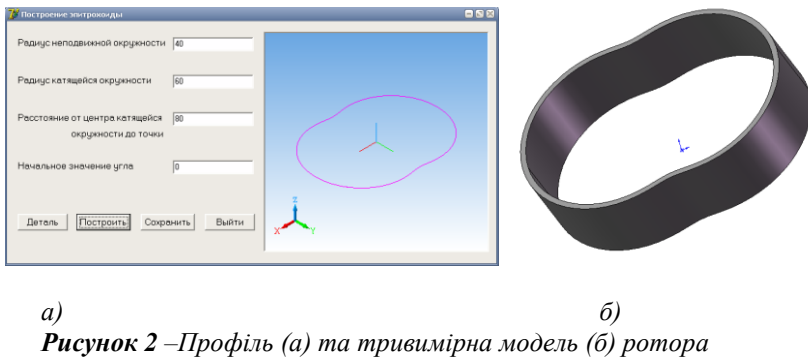 Построение эпитрохоиды
Радиус неподвижной окружности 40
Радиус катящейся окружности 60
Расстояние от центра катящейся 80
окружности до точки
Начальное значение угла 0
Деталь Построить Сохранить Выйти
Z
X Y
а) б)
Рисунок 2 –Профіль (а) та тривимірна модель (б) ротора